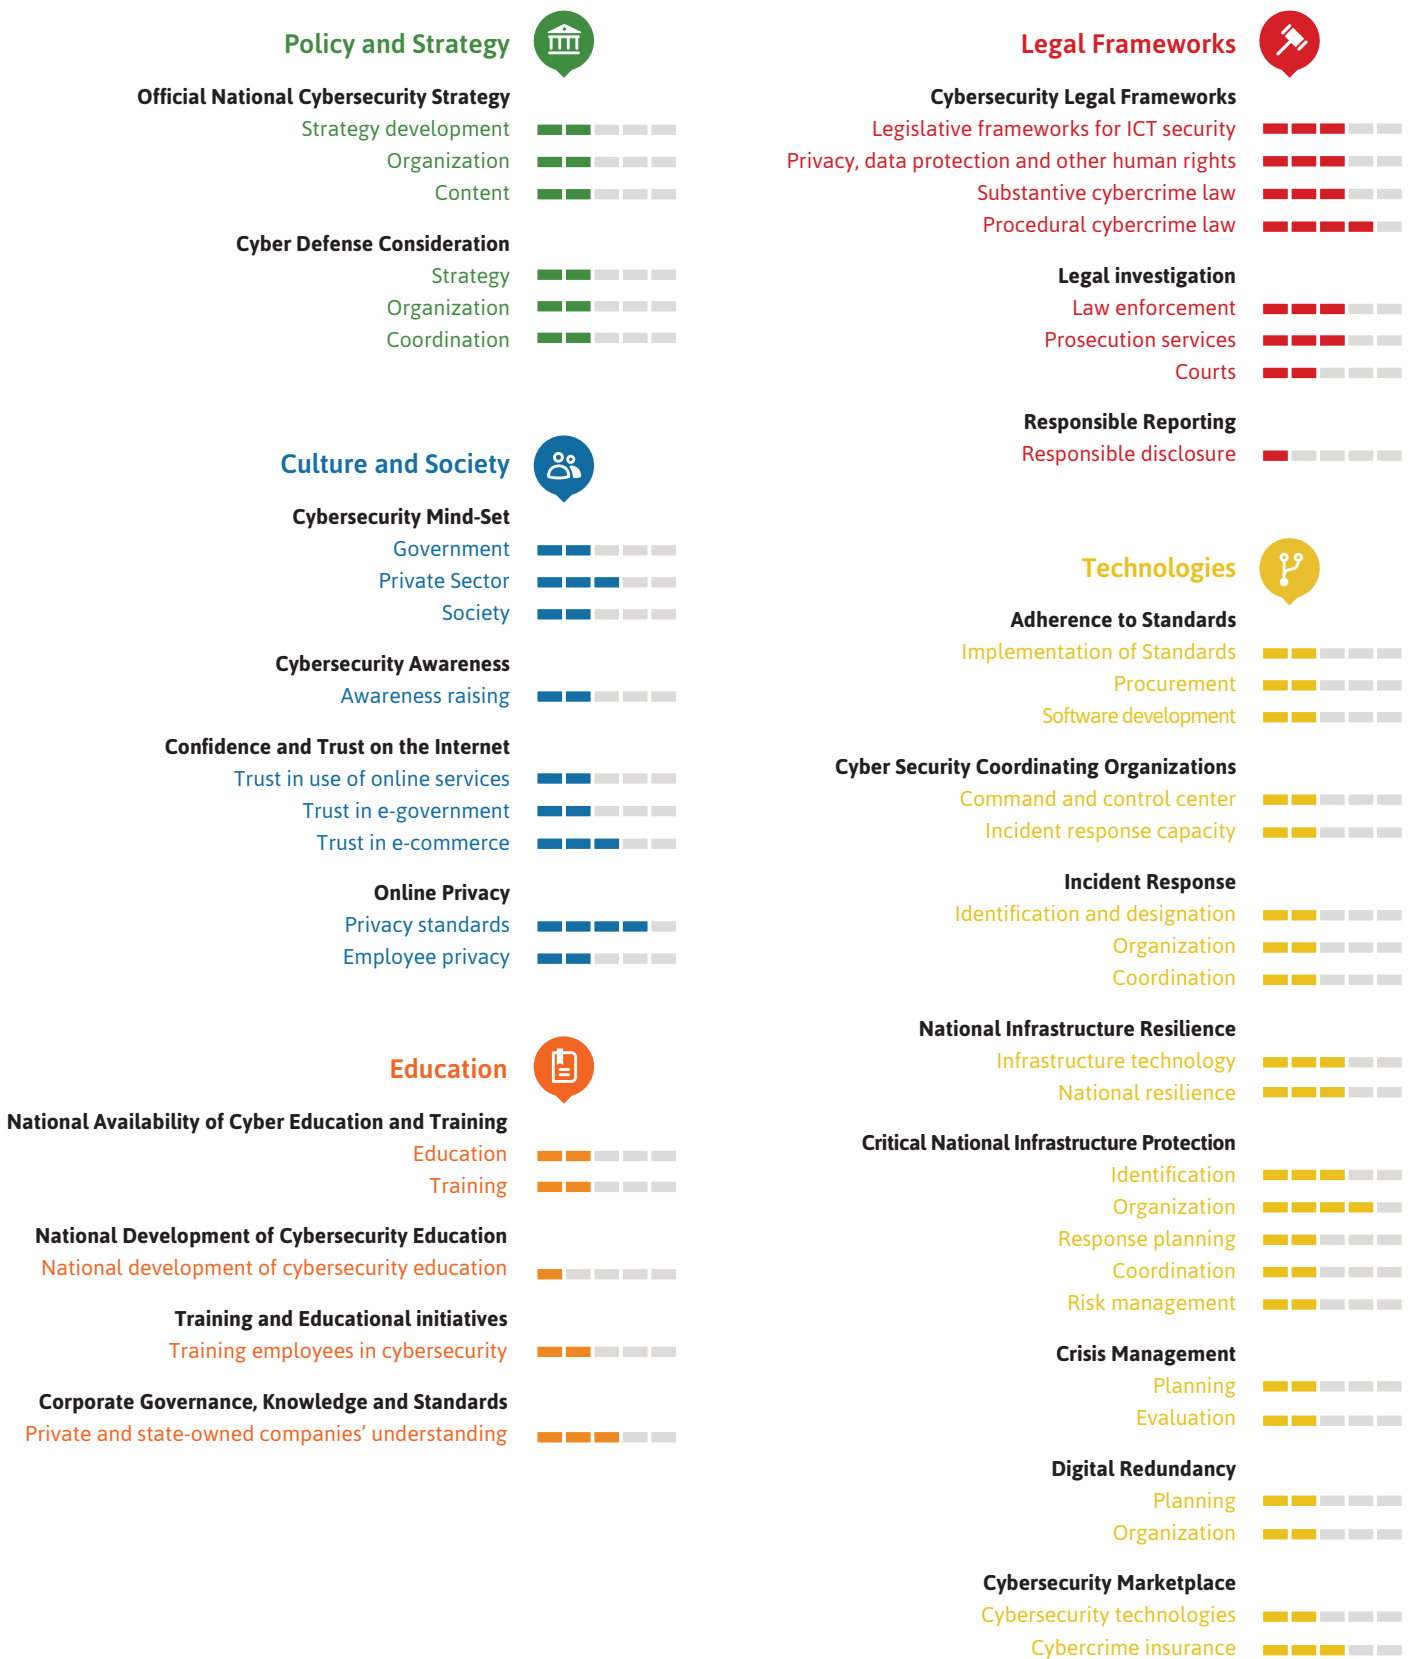 Policy and Strategy
Official National Cybersecurity Strategy
Strategy development
Organization
Content
Cyber Defense Consideration
Strategy
Organization
Coordination
Culture and Society
Cybersecurity Mind-Set
Government
Private Sector
Society
Cybersecurity Awareness
Awareness raising
Confidence and Trust on the Internet
Trust in use of online services
Trust in e-government
Trust in e-commerce
Online Privacy
Privacy standards
Employee privacy
Education
National Availability of Cyber Education and Training
Education
Training
National Development of Cybersecurity Education
National development of cybersecurity education
Training and Educational initiatives
Training employees in cybersecurity
Corporate Governance, Knowledge and Standards
Private and state-owned companies’ understanding
Legal Frameworks
Cybersecurity Legal Frameworks
Legislative frameworks for ICT security
Privacy, data protection and other human rights
Substantive cybercrime law
Procedural cybercrime law
Legal investigation
Law enforcement
Prosecution services
Courts
Responsible Reporting
Responsible disclosure
Technologies
Adherence to Standards
Implementation of Standards
Procurement
Software development
Cyber Security Coordinating Organizations
Command and control center
Incident response capacity
Incident Response
Identification and designation
Organization
Coordination
National Infrastructure Resilience
Infrastructure technology
National resilience
Critical National Infrastructure Protection
Identification
Organization
Response planning
Coordination
Risk management
Crisis Management
Planning
Evaluation
Digital Redundancy
Planning
Organization
Cybersecurity Marketplace
Cybersecurity technologies
Cybercrime insurance